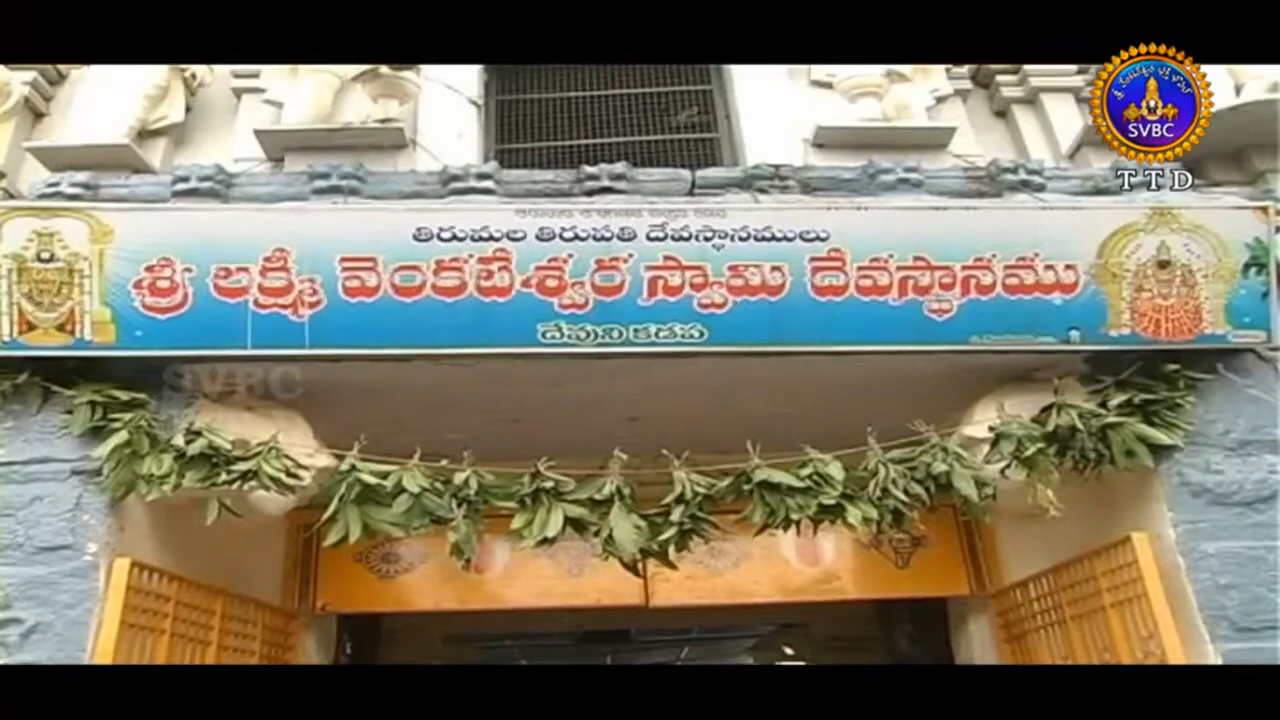 SVBC
TTD
తిరుమల తిరుపతి దేవస్థానములు
శ్రీ లక్ష్మీ వెంకటేశ్వర స్వామి దేవస్థానము
దేవుని కడప
SVBC